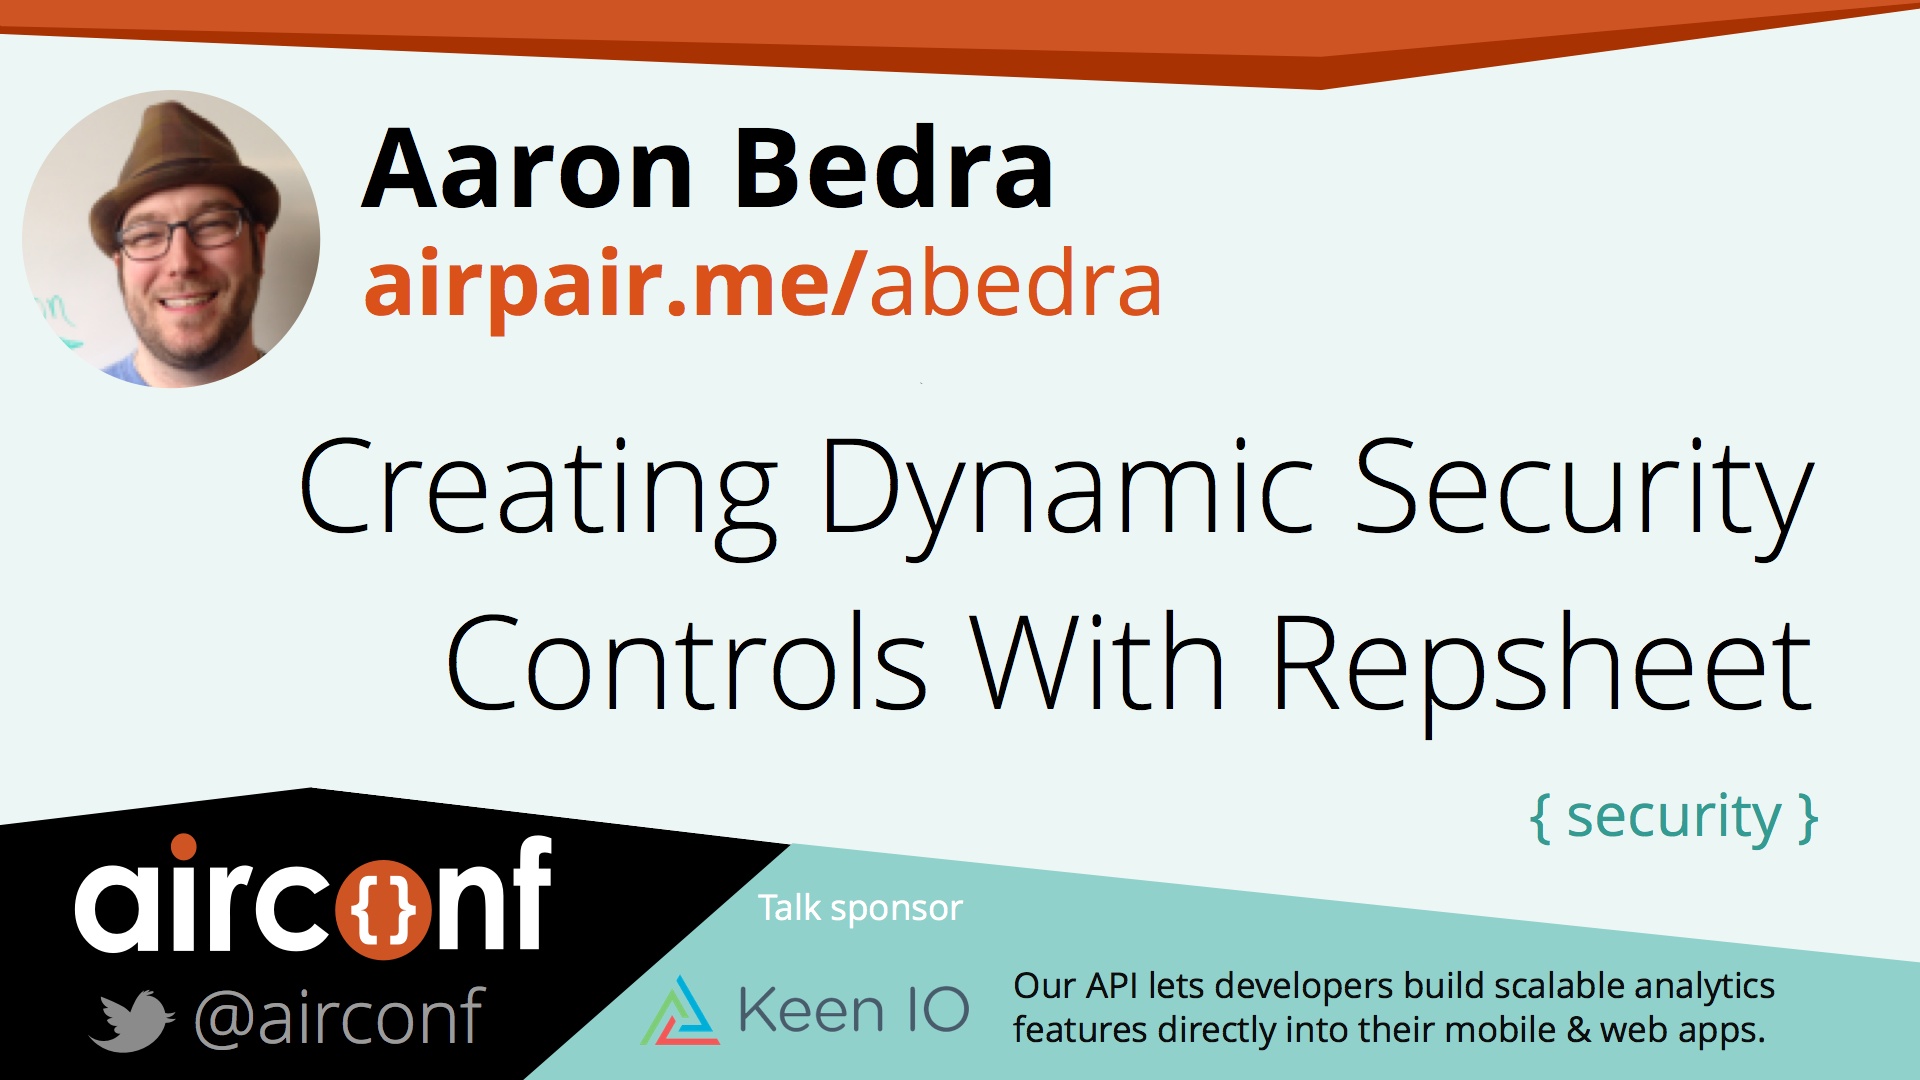 Aaron Bedra
airpair.me/abedra
Creating Dynamic Security
Controls With Repsheet
{ security }
airc{}nf
@airconf
Talk sponsor
Keen IO
Our API lets developers build scalable analytics
features directly into their mobile & web apps.